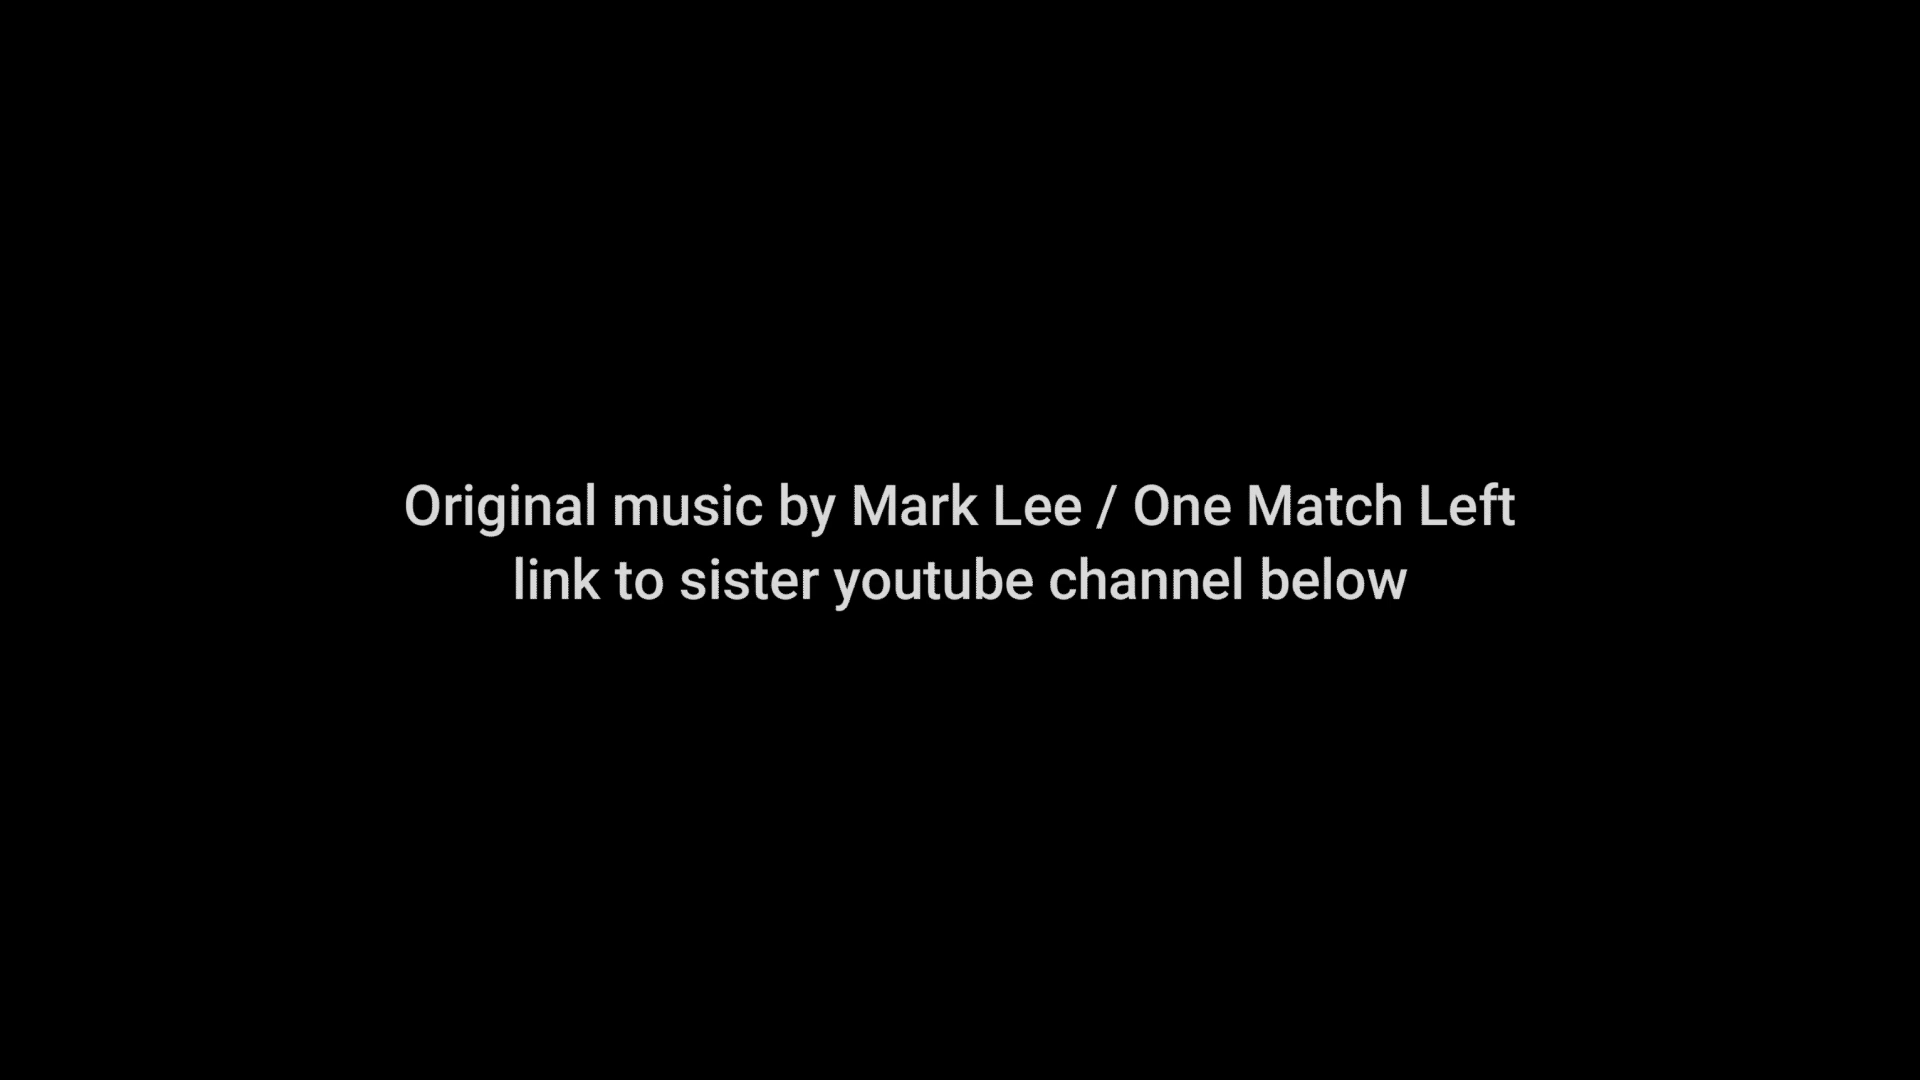 Original music by Mark Lee / One Match Left
link to sister youtube channel below